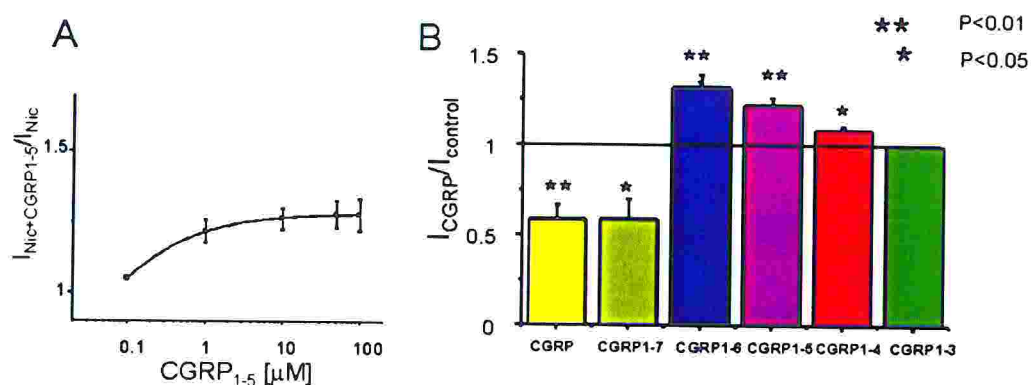 A
I_Nic+CGRP1-5/I_Nic
1.5
1
0.1 1 10 100
CGRP_1-5 [µM]
B
I_CGRP/I_control
1.5
1
0.5
0
** ** ** * ** *
CGRP CGRP1-7 CGRP1-6 CGRP1-5 CGRP1-4 CGRP1-3
** P<0.01
* P<0.05